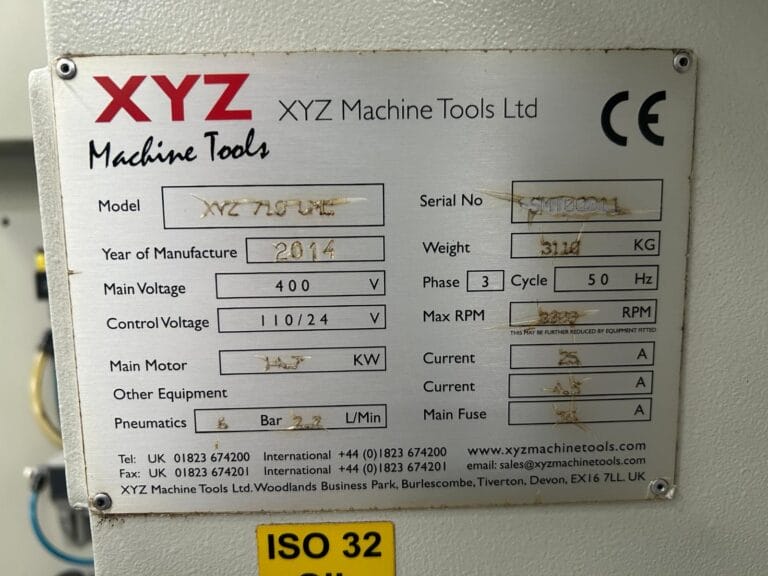 XYZ XYZ Machine Tools Ltd CE
Machine Tools
Model XYZ 710 UMC Serial No
Year of Manufacture 2014 Weight 3110 KG
Main Voltage 400 V Phase 3 Cycle 50 Hz
Control Voltage 110/24 V Max RPM RPM
THIS MAY BE FURTHER REDUCED BY EQUIPMENT FITTED
Main Motor KW Current 25 A
Other Equipment Current A
Pneumatics 6 Bar L/Min Main Fuse A
Tel: UK 01823 674200 International +44 (0)1823 674200 www.xyzmachinetools.com
Fax: UK 01823 674201 International +44 (0)1823 674201 email: sales@xyzmachinetools.com
XYZ Machine Tools Ltd. Woodlands Business Park, Burlescombe, Tiverton, Devon, EX16 7LL. UK
ISO 32